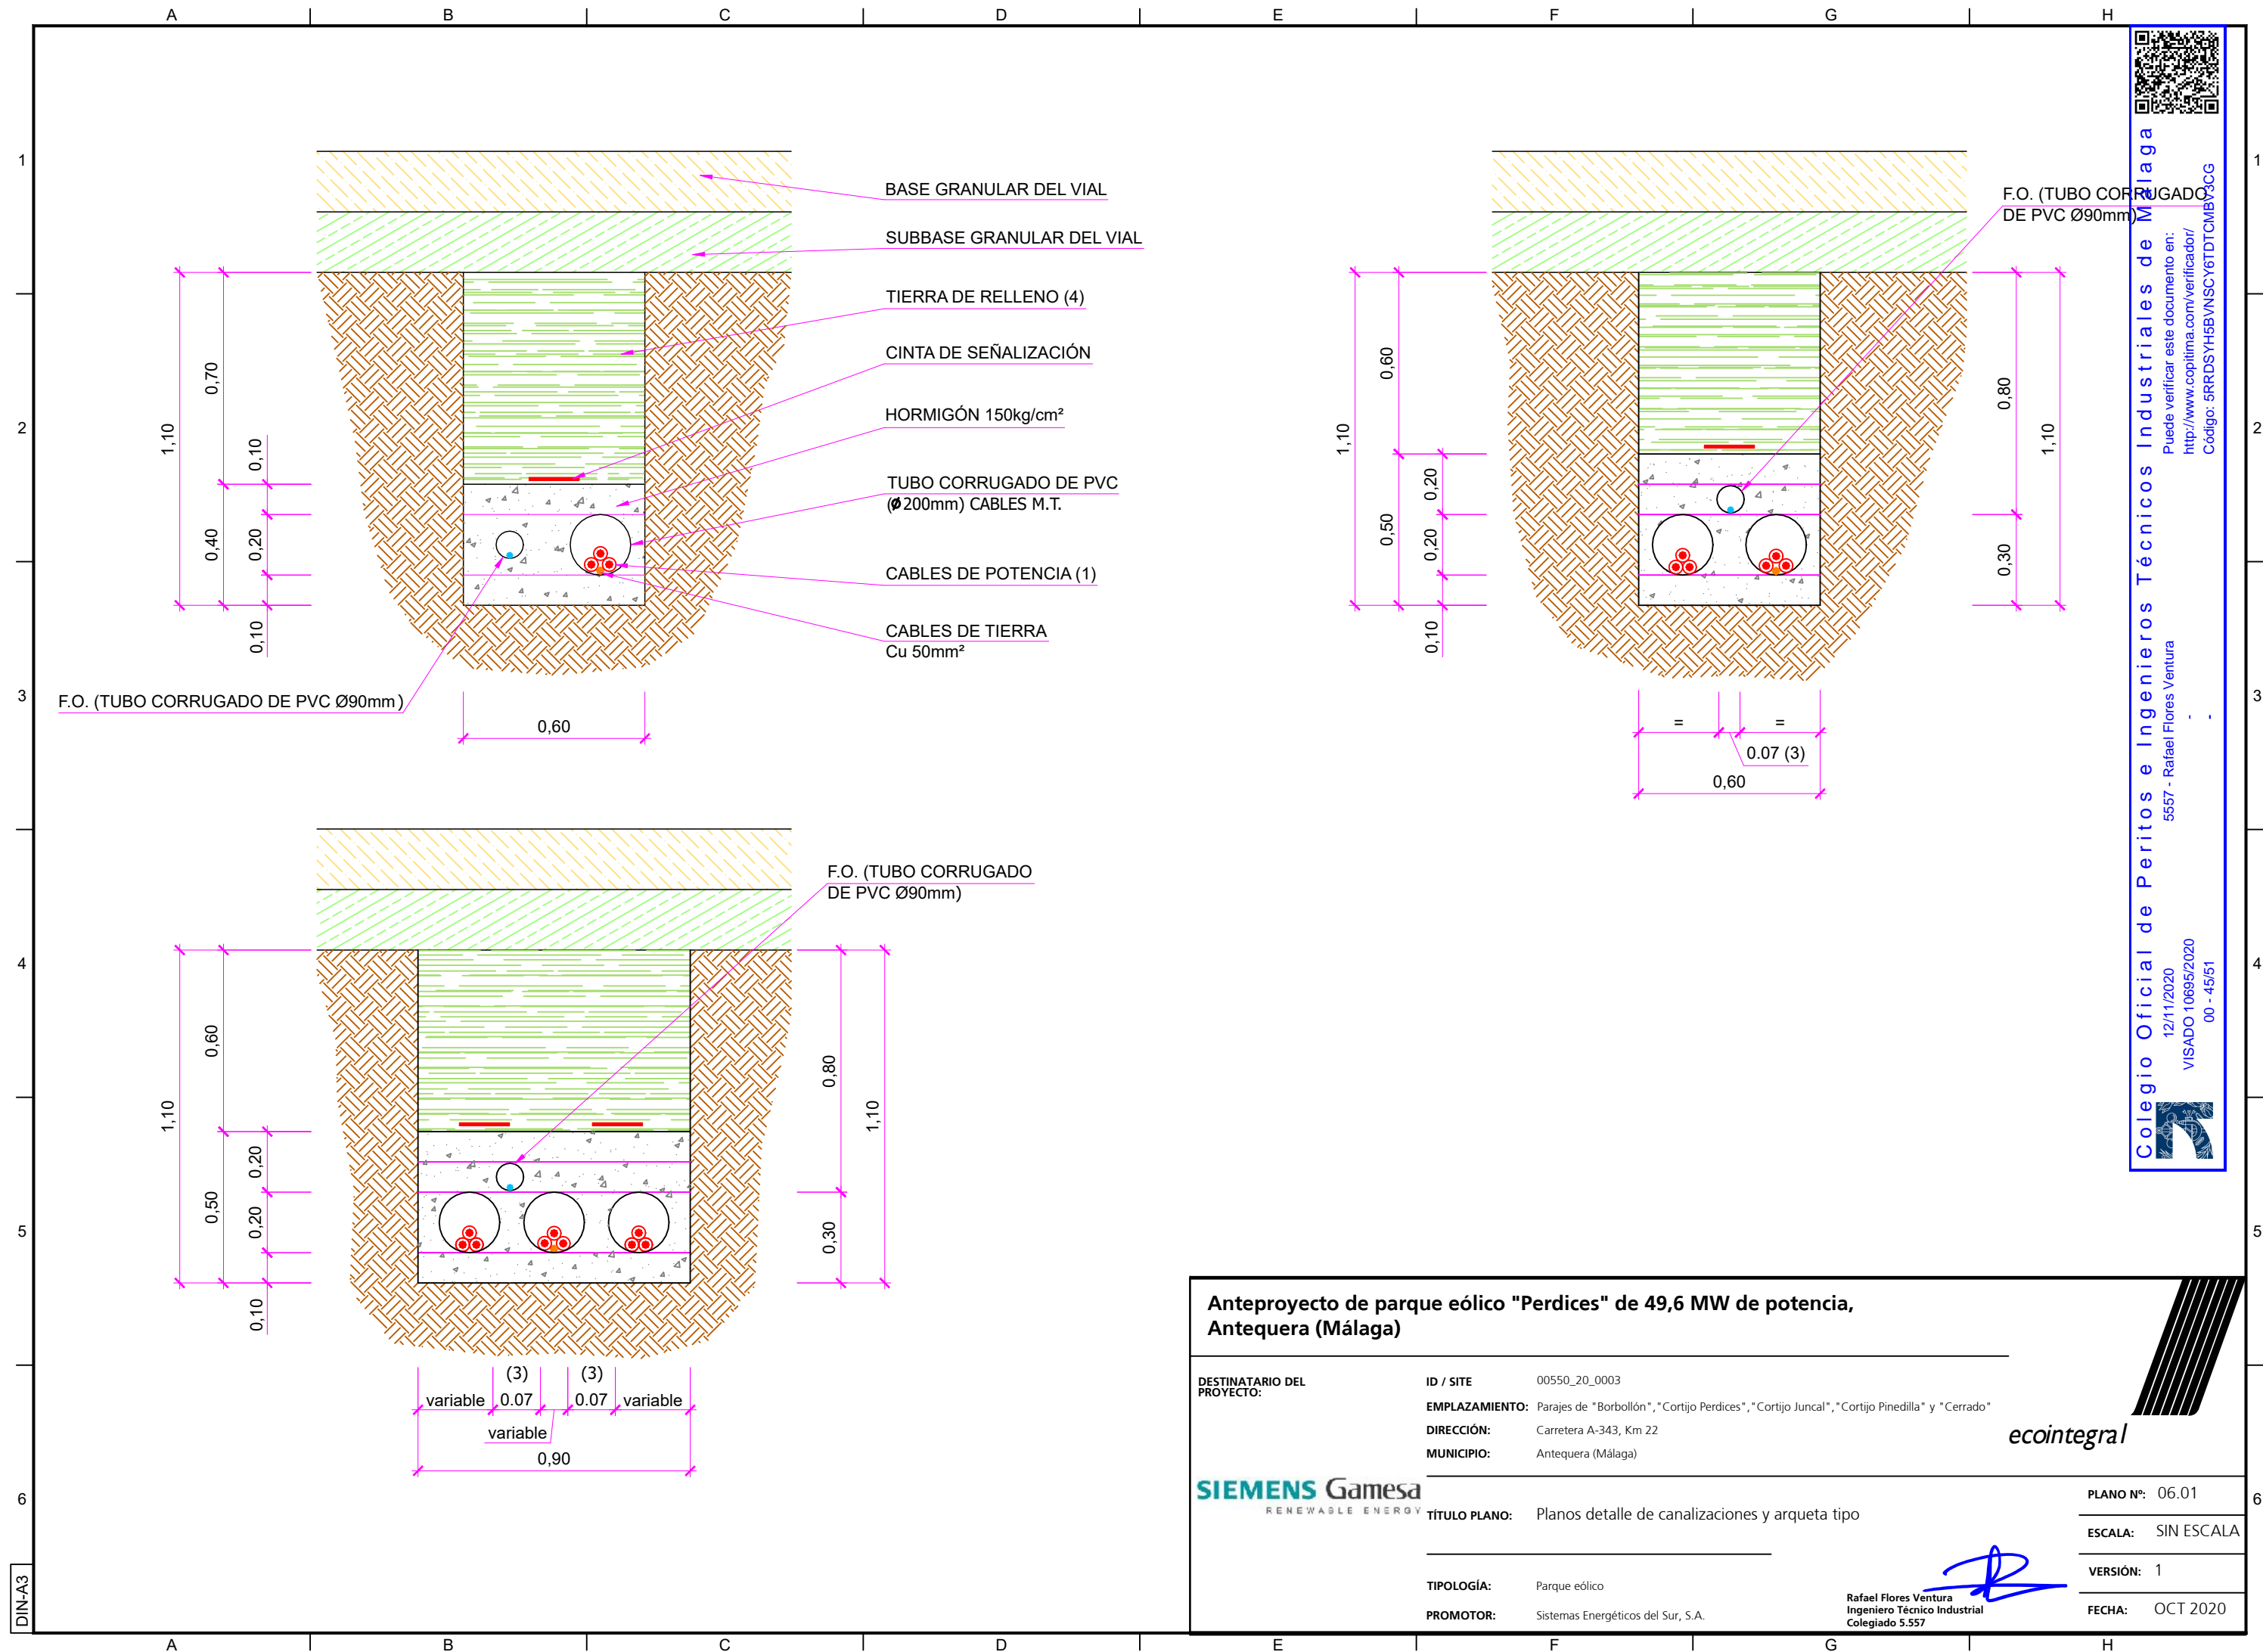 A B C D E F G H
1
2
3
4
5
6
1
2
3
4
5
6
BASE GRANULAR DEL VIAL
SUBBASE GRANULAR DEL VIAL
TIERRA DE RELLENO (4)
CINTA DE SEÑALIZACIÓN
HORMIGÓN 150kg/cm²
TUBO CORRUGADO DE PVC
(Ø200mm) CABLES M.T.
CABLES DE POTENCIA (1)
CABLES DE TIERRA
Cu 50mm²
F.O. (TUBO CORRUGADO DE PVC Ø90mm)
1,10
0,70
0,40
0,10
0,20
0,10
0,60
F.O. (TUBO CORRUGADO
DE PVC Ø90mm)
1,10
0,60
0,50
0,20
0,20
0,10
0,80
0,30
1,10
= =
0.07 (3)
0,60
F.O. (TUBO CORRUGADO
DE PVC Ø90mm)
1,10
0,60
0,50
0,20
0,20
0,10
0,80
0,30
1,10
(3) (3)
variable 0.07 0.07 variable
variable
0,90
Colegio Oficial de Peritos e Ingenieros Técnicos Industriales de Malaga
12/11/2020
VISADO 10695/2020
00 - 45/51
5557 - Rafael Flores Ventura
-
-
Puede verificar este documento en:
http://www.copitima.com/verificador/
Código: 5RRDSYH5BVNSCY6TDTCMBV3CG
Anteproyecto de parque eólico "Perdices" de 49,6 MW de potencia,
Antequera (Málaga)
DESTINATARIO DEL
PROYECTO:
SIEMENS Gamesa
RENEWABLE ENERGY
ID / SITE 00550_20_0003
EMPLAZAMIENTO: Parajes de "Borbollón","Cortijo Perdices","Cortijo Juncal","Cortijo Pinedilla" y "Cerrado"
DIRECCIÓN: Carretera A-343, Km 22
MUNICIPIO: Antequera (Málaga)
ecointegral
TÍTULO PLANO: Planos detalle de canalizaciones y arqueta tipo
TIPOLOGÍA: Parque eólico
PROMOTOR: Sistemas Energéticos del Sur, S.A.
Rafael Flores Ventura
Ingeniero Técnico Industrial
Colegiado 5.557
PLANO Nº: 06.01
ESCALA: SIN ESCALA
VERSIÓN: 1
FECHA: OCT 2020
DIN-A3
A B C D E F G H